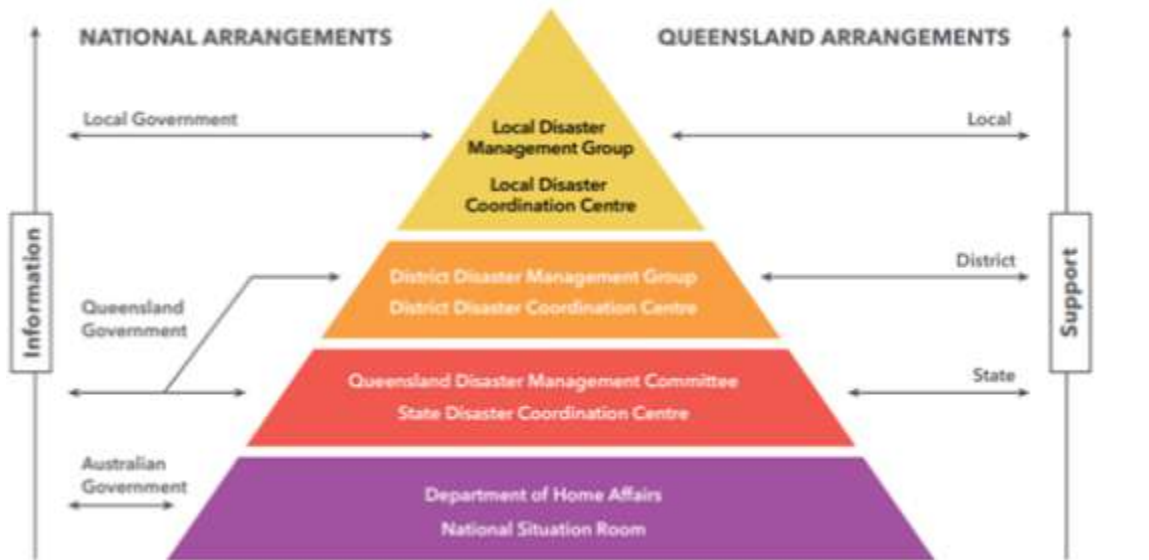 NATIONAL ARRANGEMENTS
QUEENSLAND ARRANGEMENTS
Local Government
Local
Local Disaster
Management Group
Local Disaster
Coordination Centre
Information
Support
District
District Disaster Management Group
District Disaster Coordination Centre
Queensland
Government
State
Queensland Disaster Management Committee
State Disaster Coordination Centre
Australian
Government
Department of Home Affairs
National Situation Room